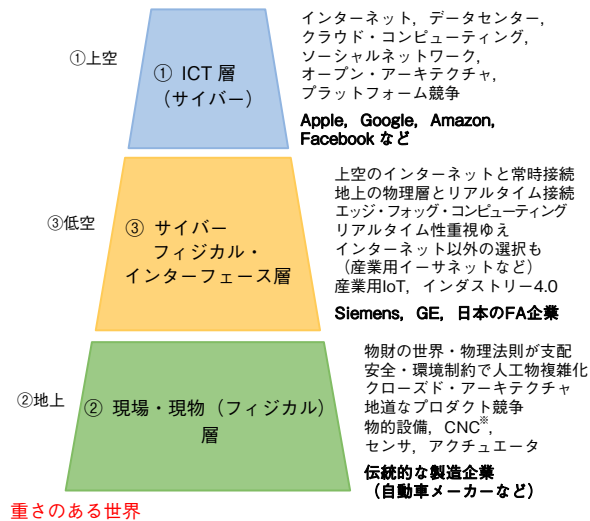 ①上空
① ICT 層
（サイバー）
インターネット，データセンター，
クラウド・コンピューティング，
ソーシャルネットワーク，
オープン・アーキテクチャ，
プラットフォーム競争
Apple，Google，Amazon，
Facebook など
③低空
③ サイバー
フィジカル・
インターフェース層
上空のインターネットと常時接続
地上の物理層とリアルタイム接続
エッジ・フォッグ・コンピューティング
リアルタイム性重視ゆえ
インターネット以外の選択も
（産業用イーサネットなど）
産業用IoT，インダストリー4.0
Siemens，GE，日本のFA企業
②地上
② 現場・現物（フィジカル）
層
物財の世界・物理法則が支配
安全・環境制約で人工物複雑化
クローズド・アーキテクチャ
地道なプロダクト競争
物的設備，CNC※，
センサ，アクチュエータ
伝統的な製造企業
（自動車メーカーなど）
重さのある世界